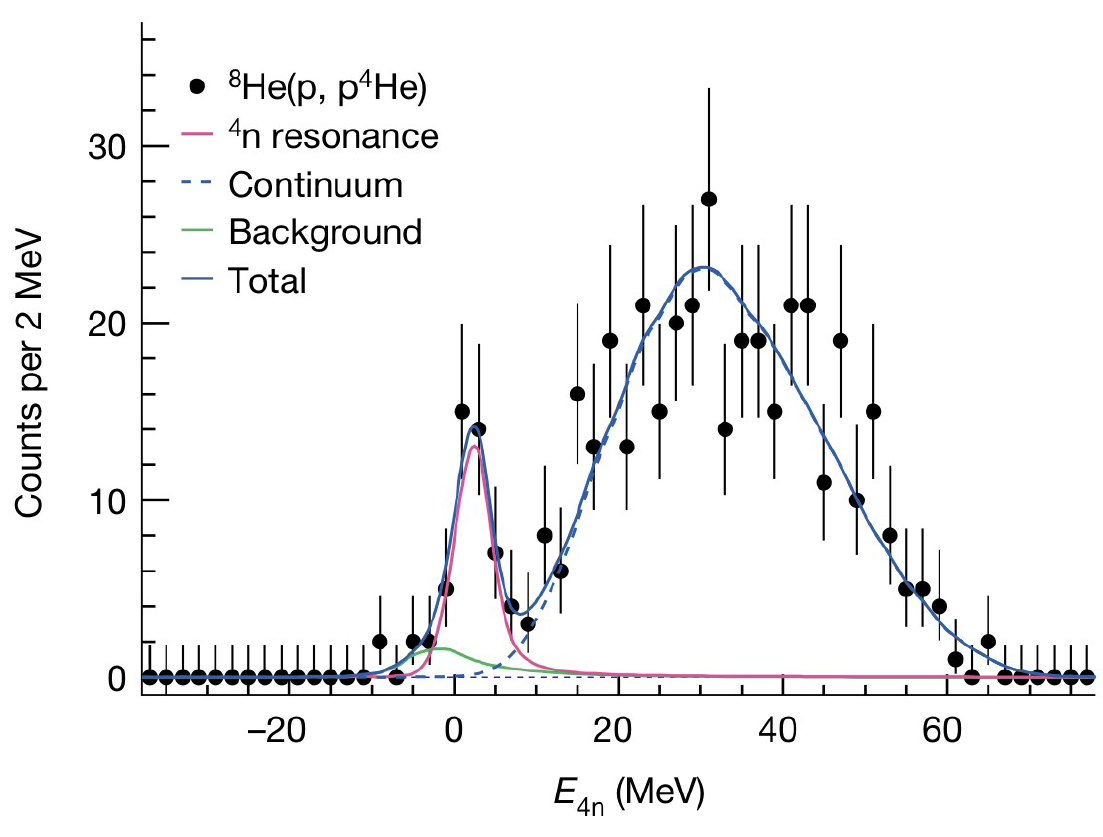 ⁸He(p, p⁴He)
⁴n resonance
Continuum
Background
Total
Counts per 2 MeV
30
20
10
0
−20 0 20 40 60
E₄ₙ (MeV)